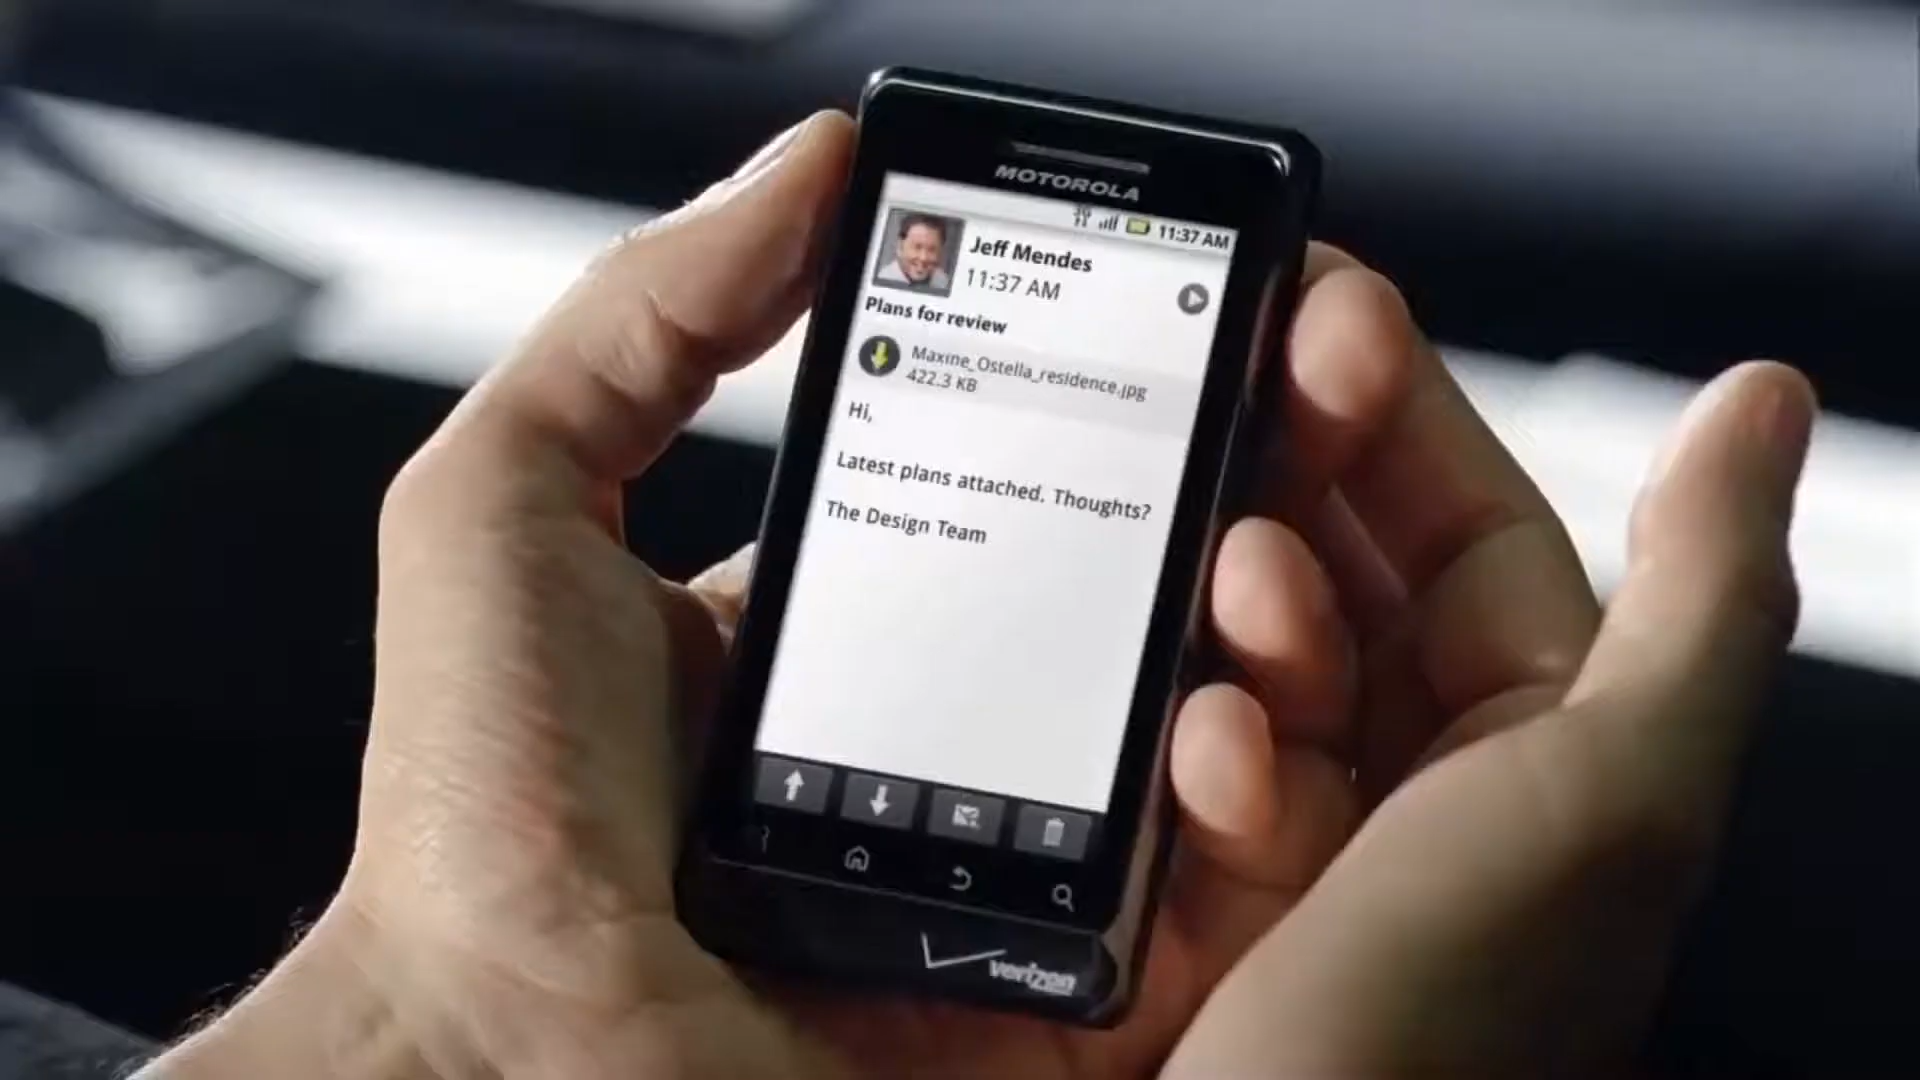 MOTOROLA
11:37 AM
Jeff Mendes
11:37 AM
Plans for review
Maxine_Ostella_residence.jpg
422.3 KB
Hi,
Latest plans attached. Thoughts?
The Design Team
verizon